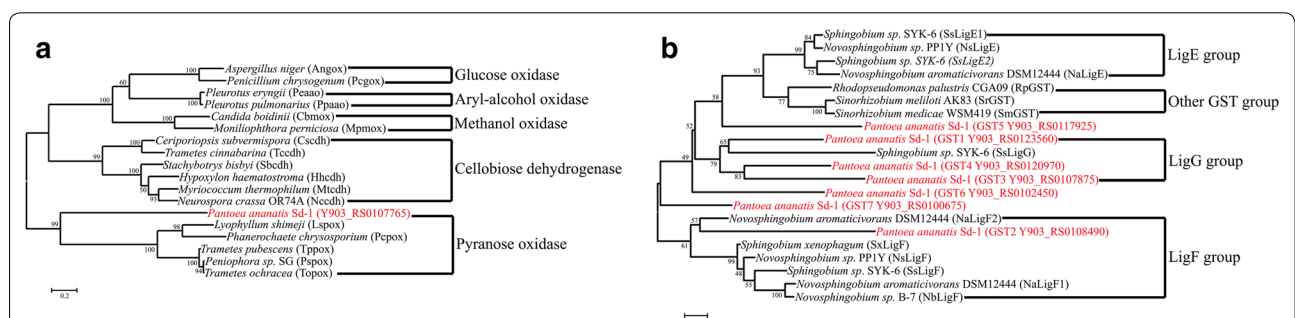 a
Aspergillus niger (Angox)
Penicillium chrysogenum (Pcgox)
Pleurotus eryngii (Peaao)
Pleurotus pulmonarius (Ppaao)
Candida boidinii (Cbmox)
Moniliophthora perniciosa (Mpmox)
Ceriporiopsis subvermispora (Cscdh)
Trametes cinnabarina (Tccdh)
Stachybotrys bisbyi (Sbcdh)
Hypoxylon haematostroma (Hhcdh)
Myriococcum thermophilum (Mtcdh)
Neurospora crassa OR74A (Nccdh)
Pantoea ananatis Sd-1 (Y903_RS0107765)
Lyophyllum shimeji (Lspox)
Phanerochaete chrysosporium (Pcpox)
Trametes pubescens (Tppox)
Peniophora sp. SG (Pspox)
Trametes ochracea (Topox)
Glucose oxidase
Aryl-alcohol oxidase
Methanol oxidase
Cellobiose dehydrogenase
Pyranose oxidase
100
60
100
100
100
99
100
100
50
93
99
98
100
94
0.2
b
Sphingobium sp. SYK-6 (SsLigE1)
Novosphingobium sp. PP1Y (NsLigE)
Sphingobium sp. SYK-6 (SsLigE2)
Novosphingobium aromaticivorans DSM12444 (NaLigE)
Rhodopseudomonas palustris CGA09 (RpGST)
Sinorhizobium meliloti AK83 (SrGST)
Sinorhizobium medicae WSM419 (SmGST)
Pantoea ananatis Sd-1 (GST5 Y903_RS0117925)
Pantoea ananatis Sd-1 (GST1 Y903_RS0123560)
Sphingobium sp. SYK-6 (SsLigG)
Pantoea ananatis Sd-1 (GST4 Y903_RS0120970)
Pantoea ananatis Sd-1 (GST3 Y903_RS0107875)
Pantoea ananatis Sd-1 (GST6 Y903_RS0102450)
Pantoea ananatis Sd-1 (GST7 Y903_RS0100675)
Novosphingobium aromaticivorans DSM12444 (NaLigF2)
Pantoea ananatis Sd-1 (GST2 Y903_RS0108490)
Sphingobium xenophagum (SxLigF)
Novosphingobium sp. PP1Y (NsLigF)
Sphingobium sp. SYK-6 (SsLigF)
Novosphingobium aromaticivorans DSM12444 (NaLigF1)
Novosphingobium sp. B-7 (NbLigF)
LigE group
Other GST group
LigG group
LigF group
84
99
75
93
77
100
58
52
65
79
83
49
57
61
99
48
55
100